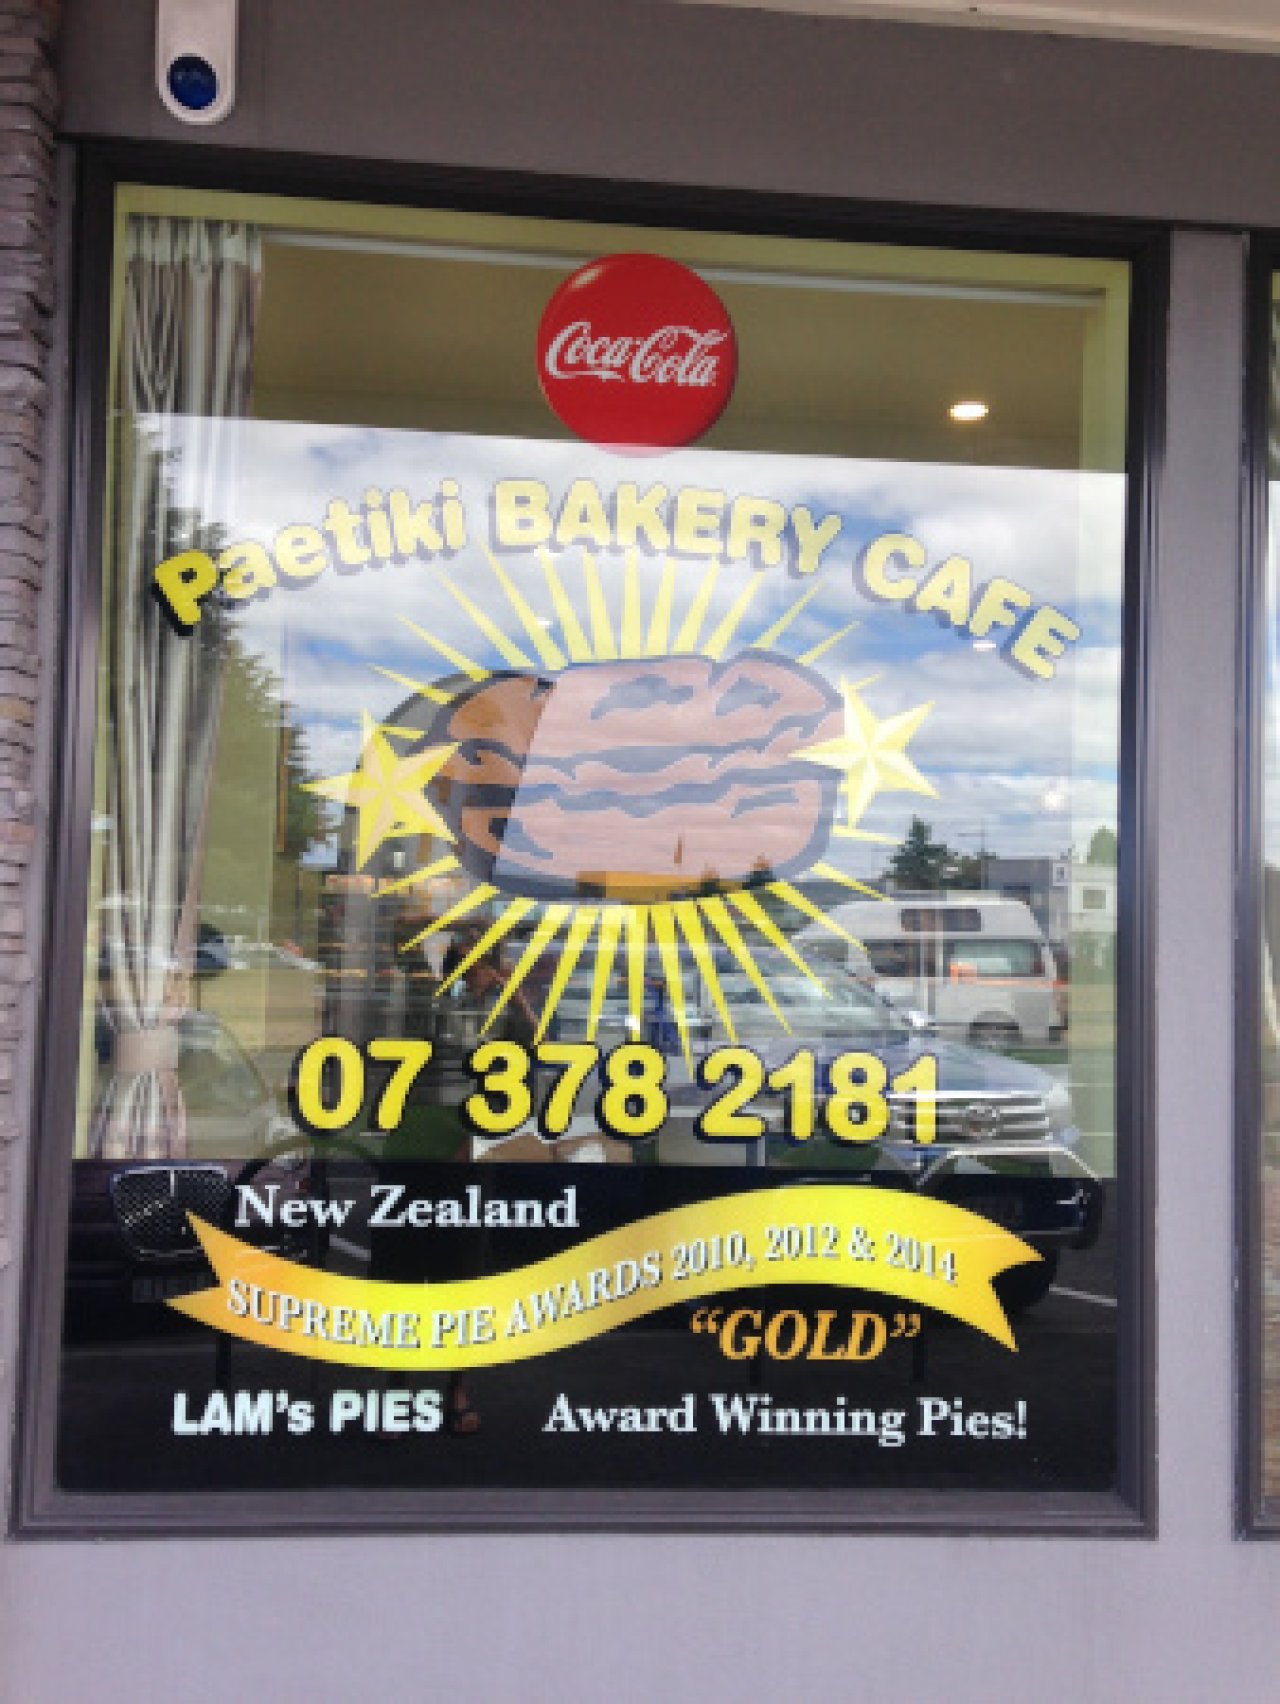 Coca-Cola
Paetiki BAKERY CAFE
07 378 2181
New Zealand
SUPREME PIE AWARDS 2010, 2012 & 2014
“GOLD”
LAM's PIES
Award Winning Pies!